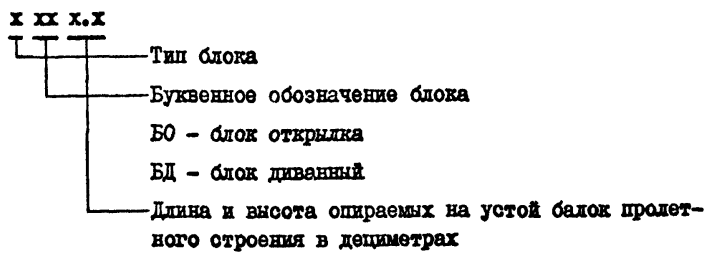 х хх х.х
Тип блока
Буквенное обозначение блока
БО - блок открылка
БД - блок диванный
Длина и высота опираемых на устой балок пролет-
ного строения в дециметрах